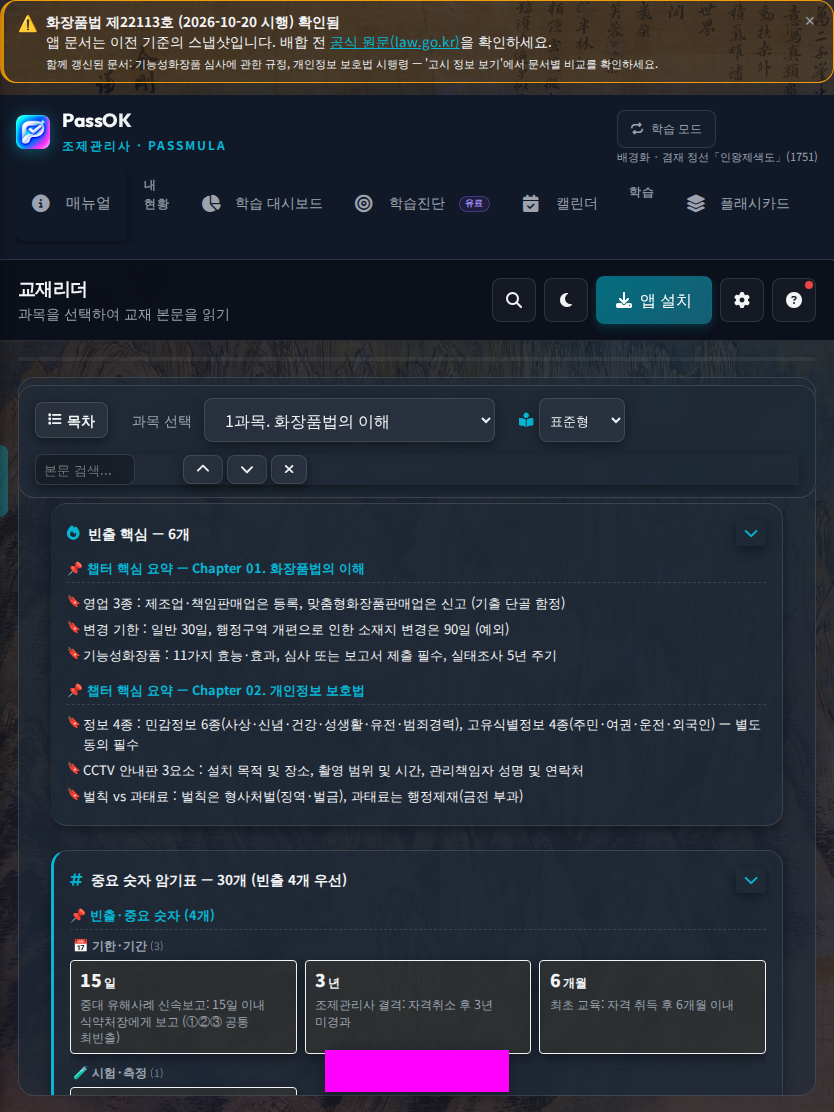 화장품법 제22113호 (2026-10-20 시행) 확인됨
앱 문서는 이전 기준의 스냅샷입니다. 배합 전 공식 원문(law.go.kr)을 확인하세요.
함께 갱신된 문서: 기능성화장품 심사에 관한 규정, 개인정보 보호법 시행령 — '고시 정보 보기'에서 문서별 비교를 확인하세요.
PassOK
조제관리사 · PASSMULA
학습 모드
배경화 · 겸재 정선 「인왕제색도」(1751)
매뉴얼
내 현황
학습 대시보드
학습진단 유료
캘린더
학습
플래시카드
교재리더
과목을 선택하여 교재 본문을 읽기
앱 설치
목차
과목 선택
1과목. 화장품법의 이해
표준형
본문 검색...
빈출 핵심 — 6개
챕터 핵심 요약 — Chapter 01. 화장품법의 이해
영업 3종 : 제조업·책임판매업은 등록, 맞춤형화장품판매업은 신고 (기출 단골 함정)
변경 기한 : 일반 30일, 행정구역 개편으로 인한 소재지 변경은 90일 (예외)
기능성화장품 : 11가지 효능·효과, 심사 또는 보고서 제출 필수, 실태조사 5년 주기
챕터 핵심 요약 — Chapter 02. 개인정보 보호법
정보 4종 : 민감정보 6종(사상·신념·건강·성생활·유전·범죄경력), 고유식별정보 4종(주민·여권·운전·외국인) — 별도
동의 필수
CCTV 안내판 3요소 : 설치 목적 및 장소, 촬영 범위 및 시간, 관리책임자 성명 및 연락처
벌칙 vs 과태료 : 벌칙은 형사처벌(징역·벌금), 과태료는 행정제재(금전 부과)
중요 숫자 암기표 — 30개 (빈출 4개 우선)
빈출·중요 숫자 (4개)
기한·기간 (3)
15일
중대 유해사례 신속보고: 15일 이내
식약처장에게 보고 (①②③ 공통
최빈출)
3년
조제관리사 결격: 자격취소 후 3년
미경과
6개월
최초 교육: 자격 취득 후 6개월 이내
시험·측정 (1)